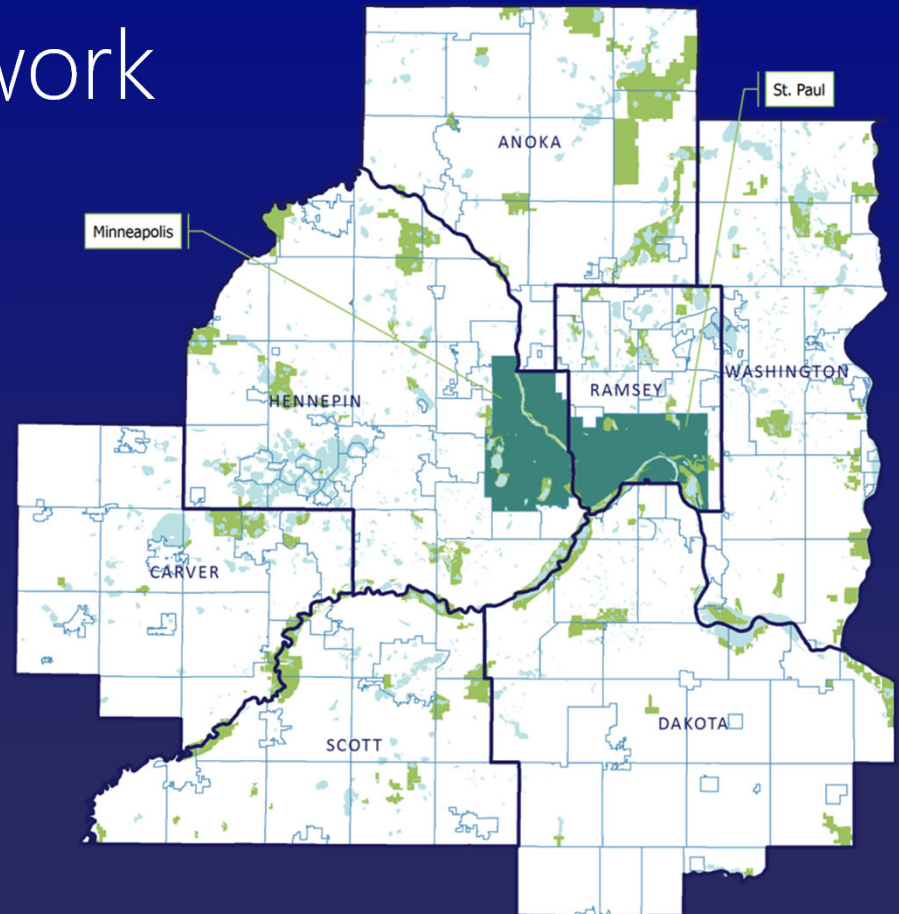 work
St. Paul
ANOKA
Minneapolis
WASHINGTON
RAMSEY
HENNEPIN
CARVER
DAKOTA
SCOTT